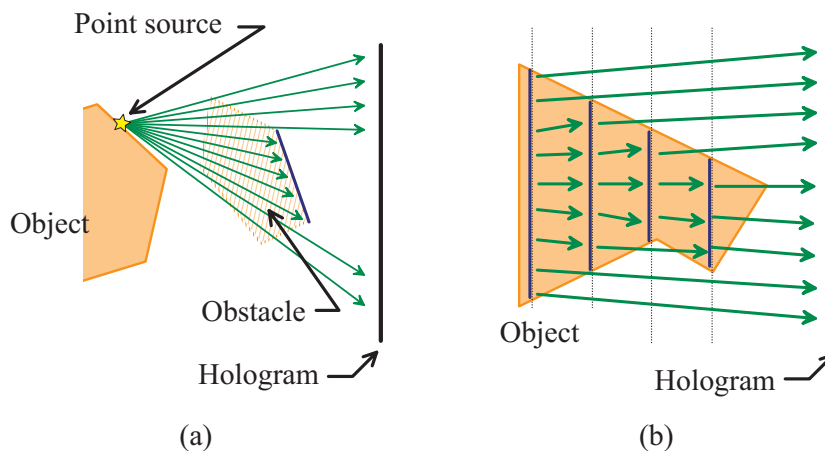 Point source
Object
Obstacle
Hologram
(a)
Object
Hologram
(b)